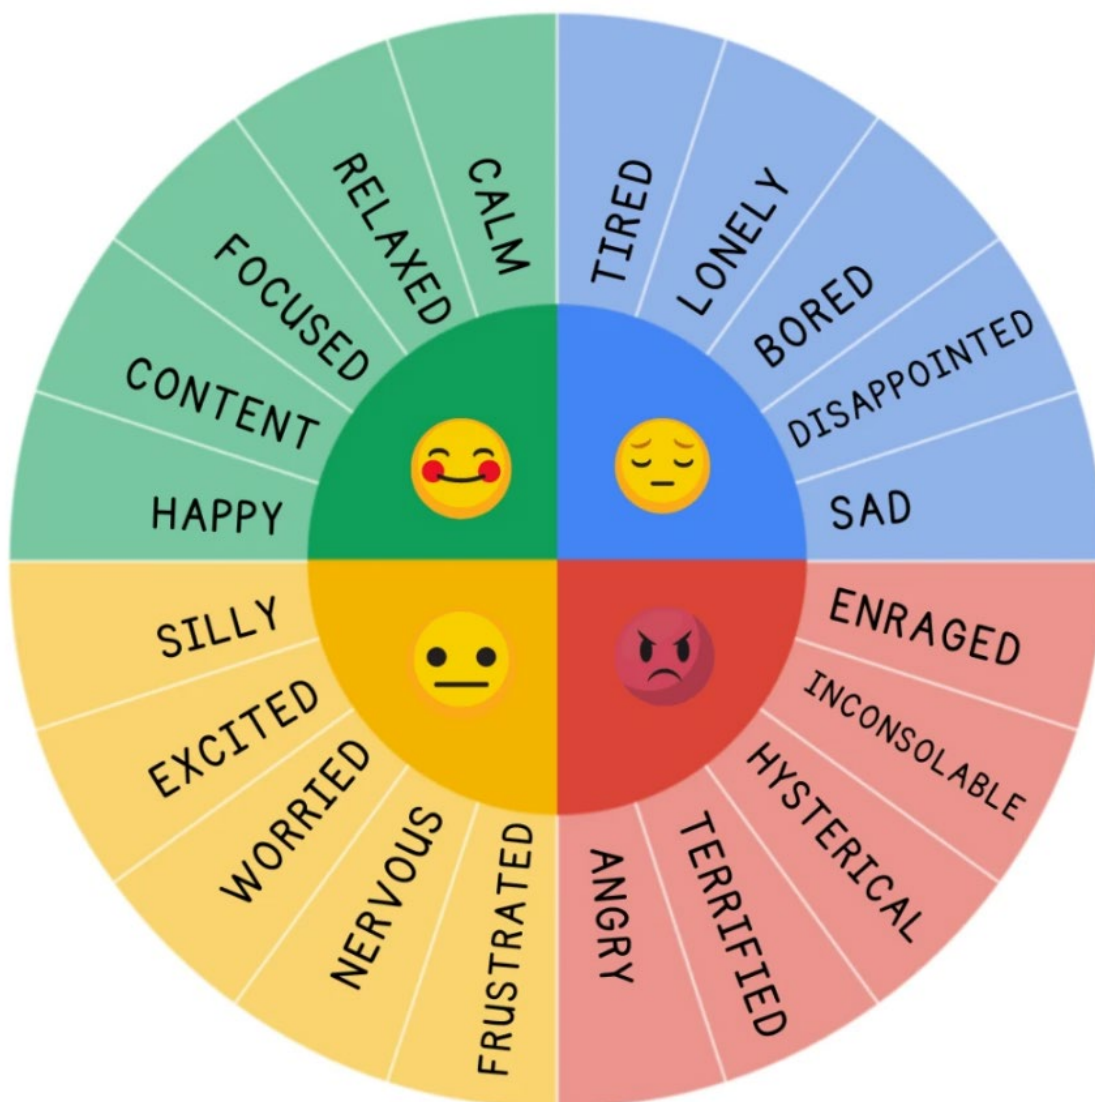 CALM
RELAXED
FOCUSED
CONTENT
HAPPY
TIRED
LONELY
BORED
DISAPPOINTED
SAD
SILLY
EXCITED
WORRIED
NERVOUS
FRUSTRATED
ENRAGED
INCONSOLABLE
HYSTERICAL
TERRIFIED
ANGRY